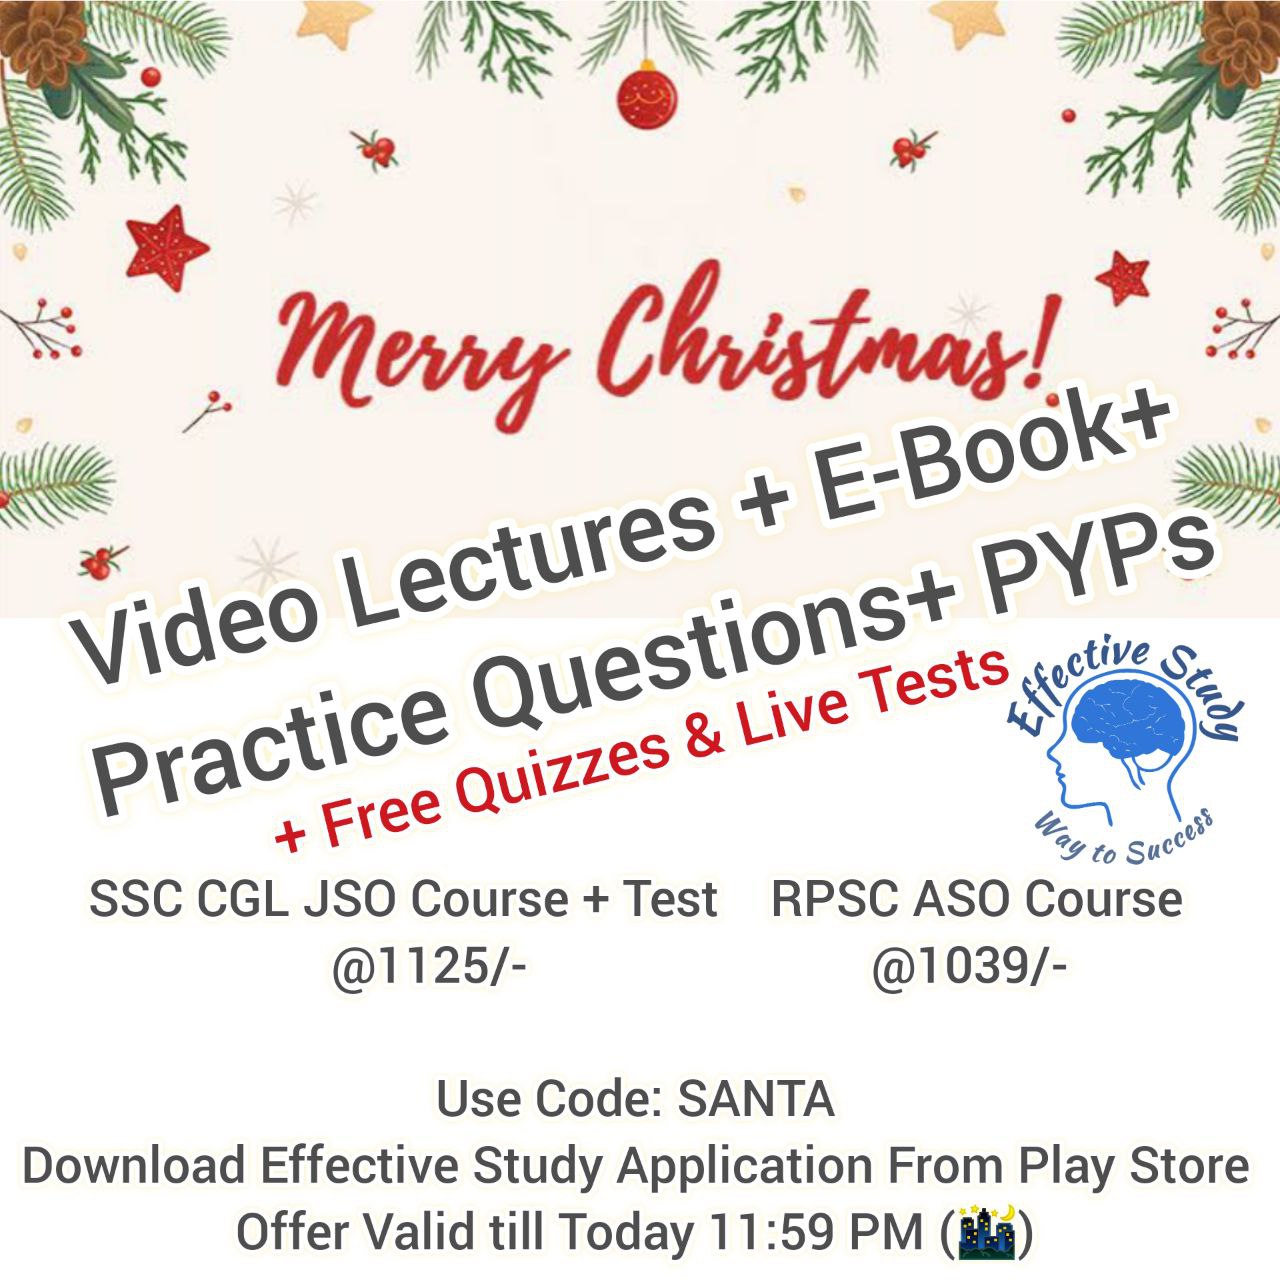 Merry Christmas!
Video Lectures + E-Book+
Practice Questions+ PYPs
+ Free Quizzes & Live Tests
Effective Study
Way to Success
SSC CGL JSO Course + Test
@1125/-
RPSC ASO Course
@1039/-
Use Code: SANTA
Download Effective Study Application From Play Store
Offer Valid till Today 11:59 PM (🌃)